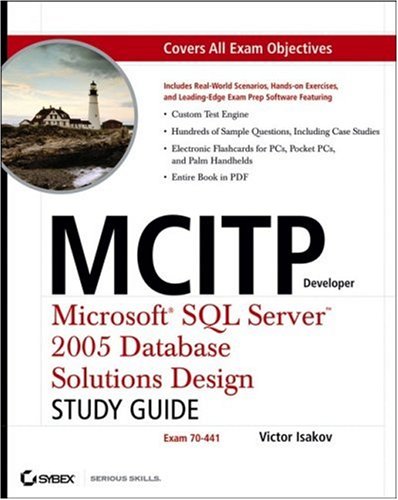 Covers All Exam Objectives
Includes Real-World Scenarios, Hands-on Exercises,
and Leading-Edge Exam Prep Software Featuring
• Custom Test Engine
• Hundreds of Sample Questions, Including Case Studies
• Electronic Flashcards for PCs, Pocket PCs,
and Palm Handhelds
• Entire Book in PDF
MCITP
Developer
Microsoft® SQL Server™
2005 Database
Solutions Design
STUDY GUIDE
Exam 70-441 Victor Isakov
SYBEX SERIOUS SKILLS.